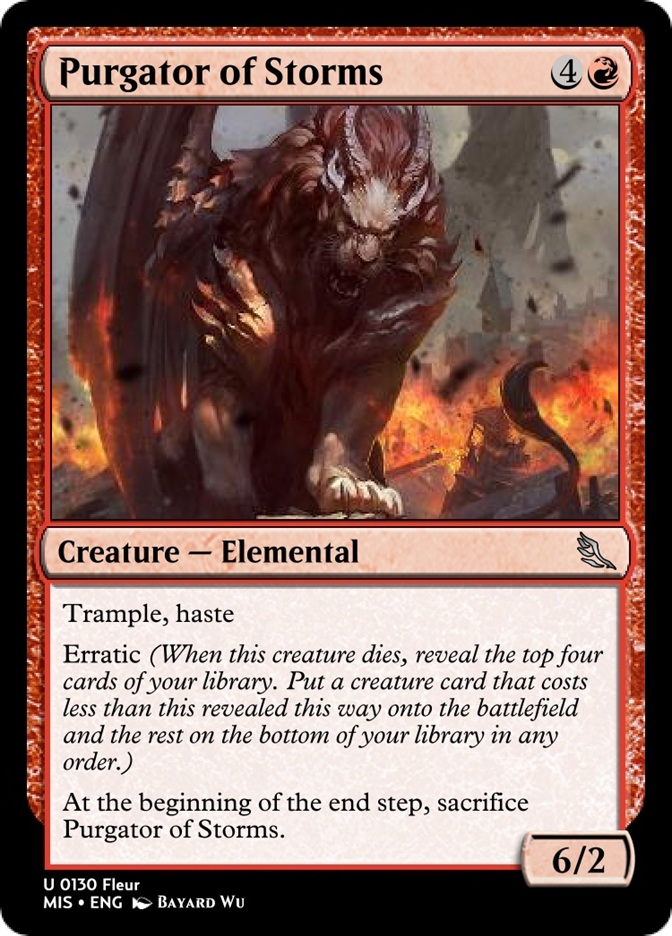 Purgator of Storms 4
Creature — Elemental
Trample, haste
Erratic (When this creature dies, reveal the top four
cards of your library. Put a creature card that costs
less than this revealed this way onto the battlefield
and the rest on the bottom of your library in any
order.)
At the beginning of the end step, sacrifice
Purgator of Storms.
6/2
U 0130 Fleur
MIS • ENG Bayard Wu